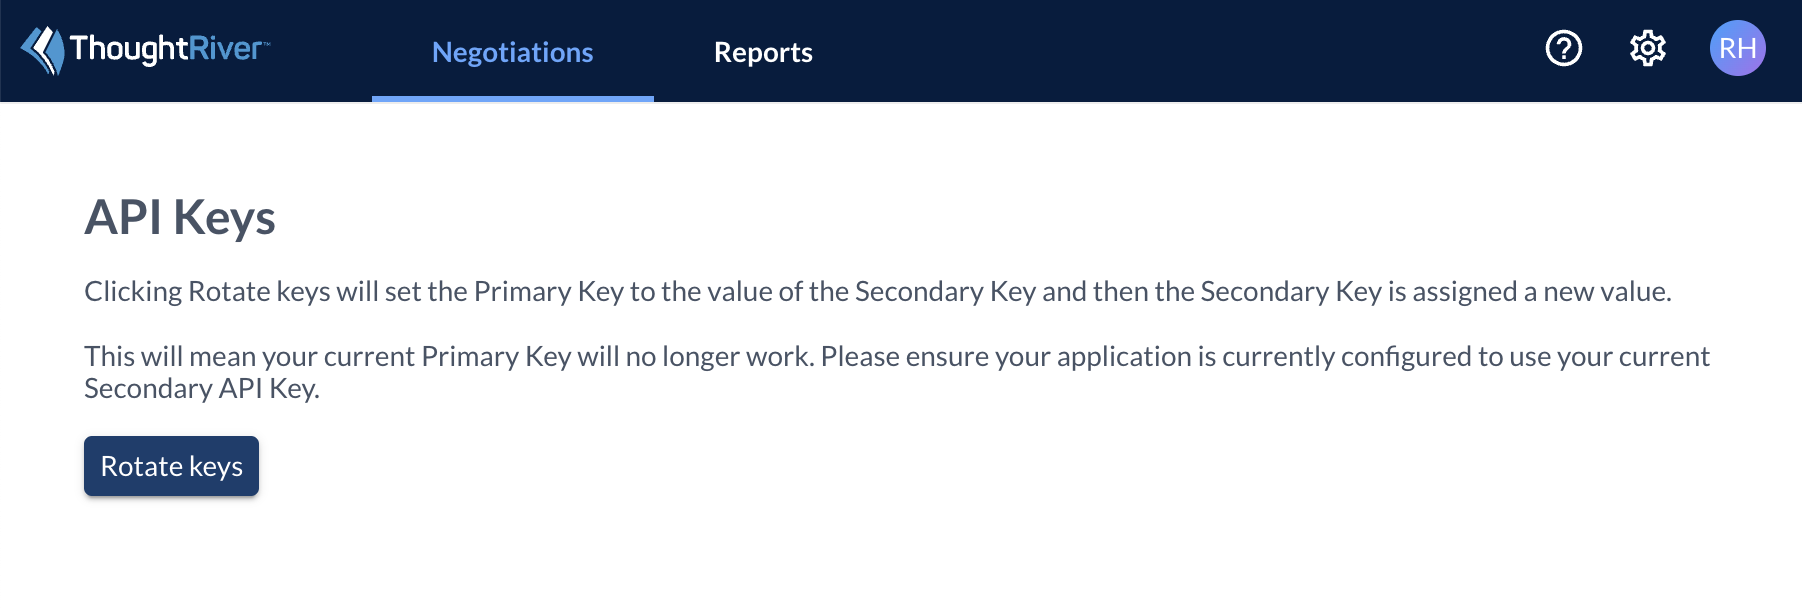 ThoughtRiver™
Negotiations
Reports
RH
API Keys
Clicking Rotate keys will set the Primary Key to the value of the Secondary Key and then the Secondary Key is assigned a new value.
This will mean your current Primary Key will no longer work. Please ensure your application is currently configured to use your current
Secondary API Key.
Rotate keys